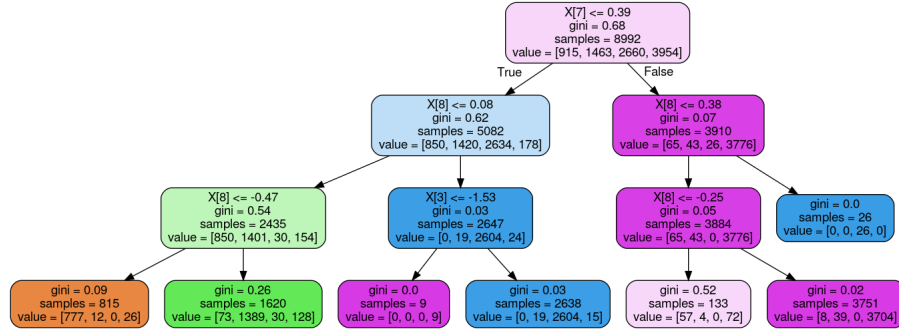 X[7] <= 0.39
gini = 0.68
samples = 8992
value = [915, 1463, 2660, 3954]
True
False
X[8] <= 0.08
gini = 0.62
samples = 5082
value = [850, 1420, 2634, 178]
X[8] <= 0.38
gini = 0.07
samples = 3910
value = [65, 43, 26, 3776]
X[8] <= -0.47
gini = 0.54
samples = 2435
value = [850, 1401, 30, 154]
X[3] <= -1.53
gini = 0.03
samples = 2647
value = [0, 19, 2604, 24]
X[8] <= -0.25
gini = 0.05
samples = 3884
value = [65, 43, 0, 3776]
gini = 0.0
samples = 26
value = [0, 0, 26, 0]
gini = 0.09
samples = 815
value = [777, 12, 0, 26]
gini = 0.26
samples = 1620
value = [73, 1389, 30, 128]
gini = 0.0
samples = 9
value = [0, 0, 0, 9]
gini = 0.03
samples = 2638
value = [0, 19, 2604, 15]
gini = 0.52
samples = 133
value = [57, 4, 0, 72]
gini = 0.02
samples = 3751
value = [8, 39, 0, 3704]